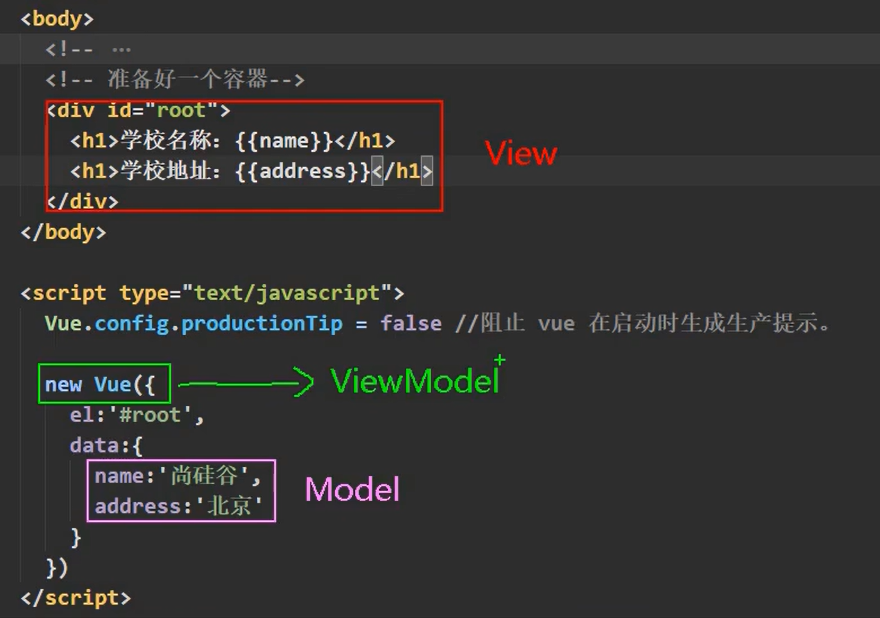 <body>
<!-- ...
<!-- 准备好一个容器-->
<div id="root">
<h1>学校名称：{{name}}</h1>
<h1>学校地址：{{address}}</h1>
</div>
View
</body>
<script type="text/javascript">
Vue.config.productionTip = false //阻止 vue 在启动时生成生产提示。
new Vue({
ViewModel
el:'#root',
data:{
name:'尚硅谷',
address:'北京'
Model
}
})
</script>